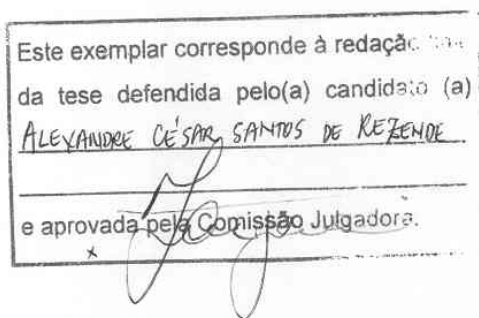 Este exemplar corresponde à redação
da tese defendida pelo(a) candidato (a)
ALEXANDRE CÉSAR SANTOS DE REZENDE
e aprovada pela Comissão Julgadora.
x